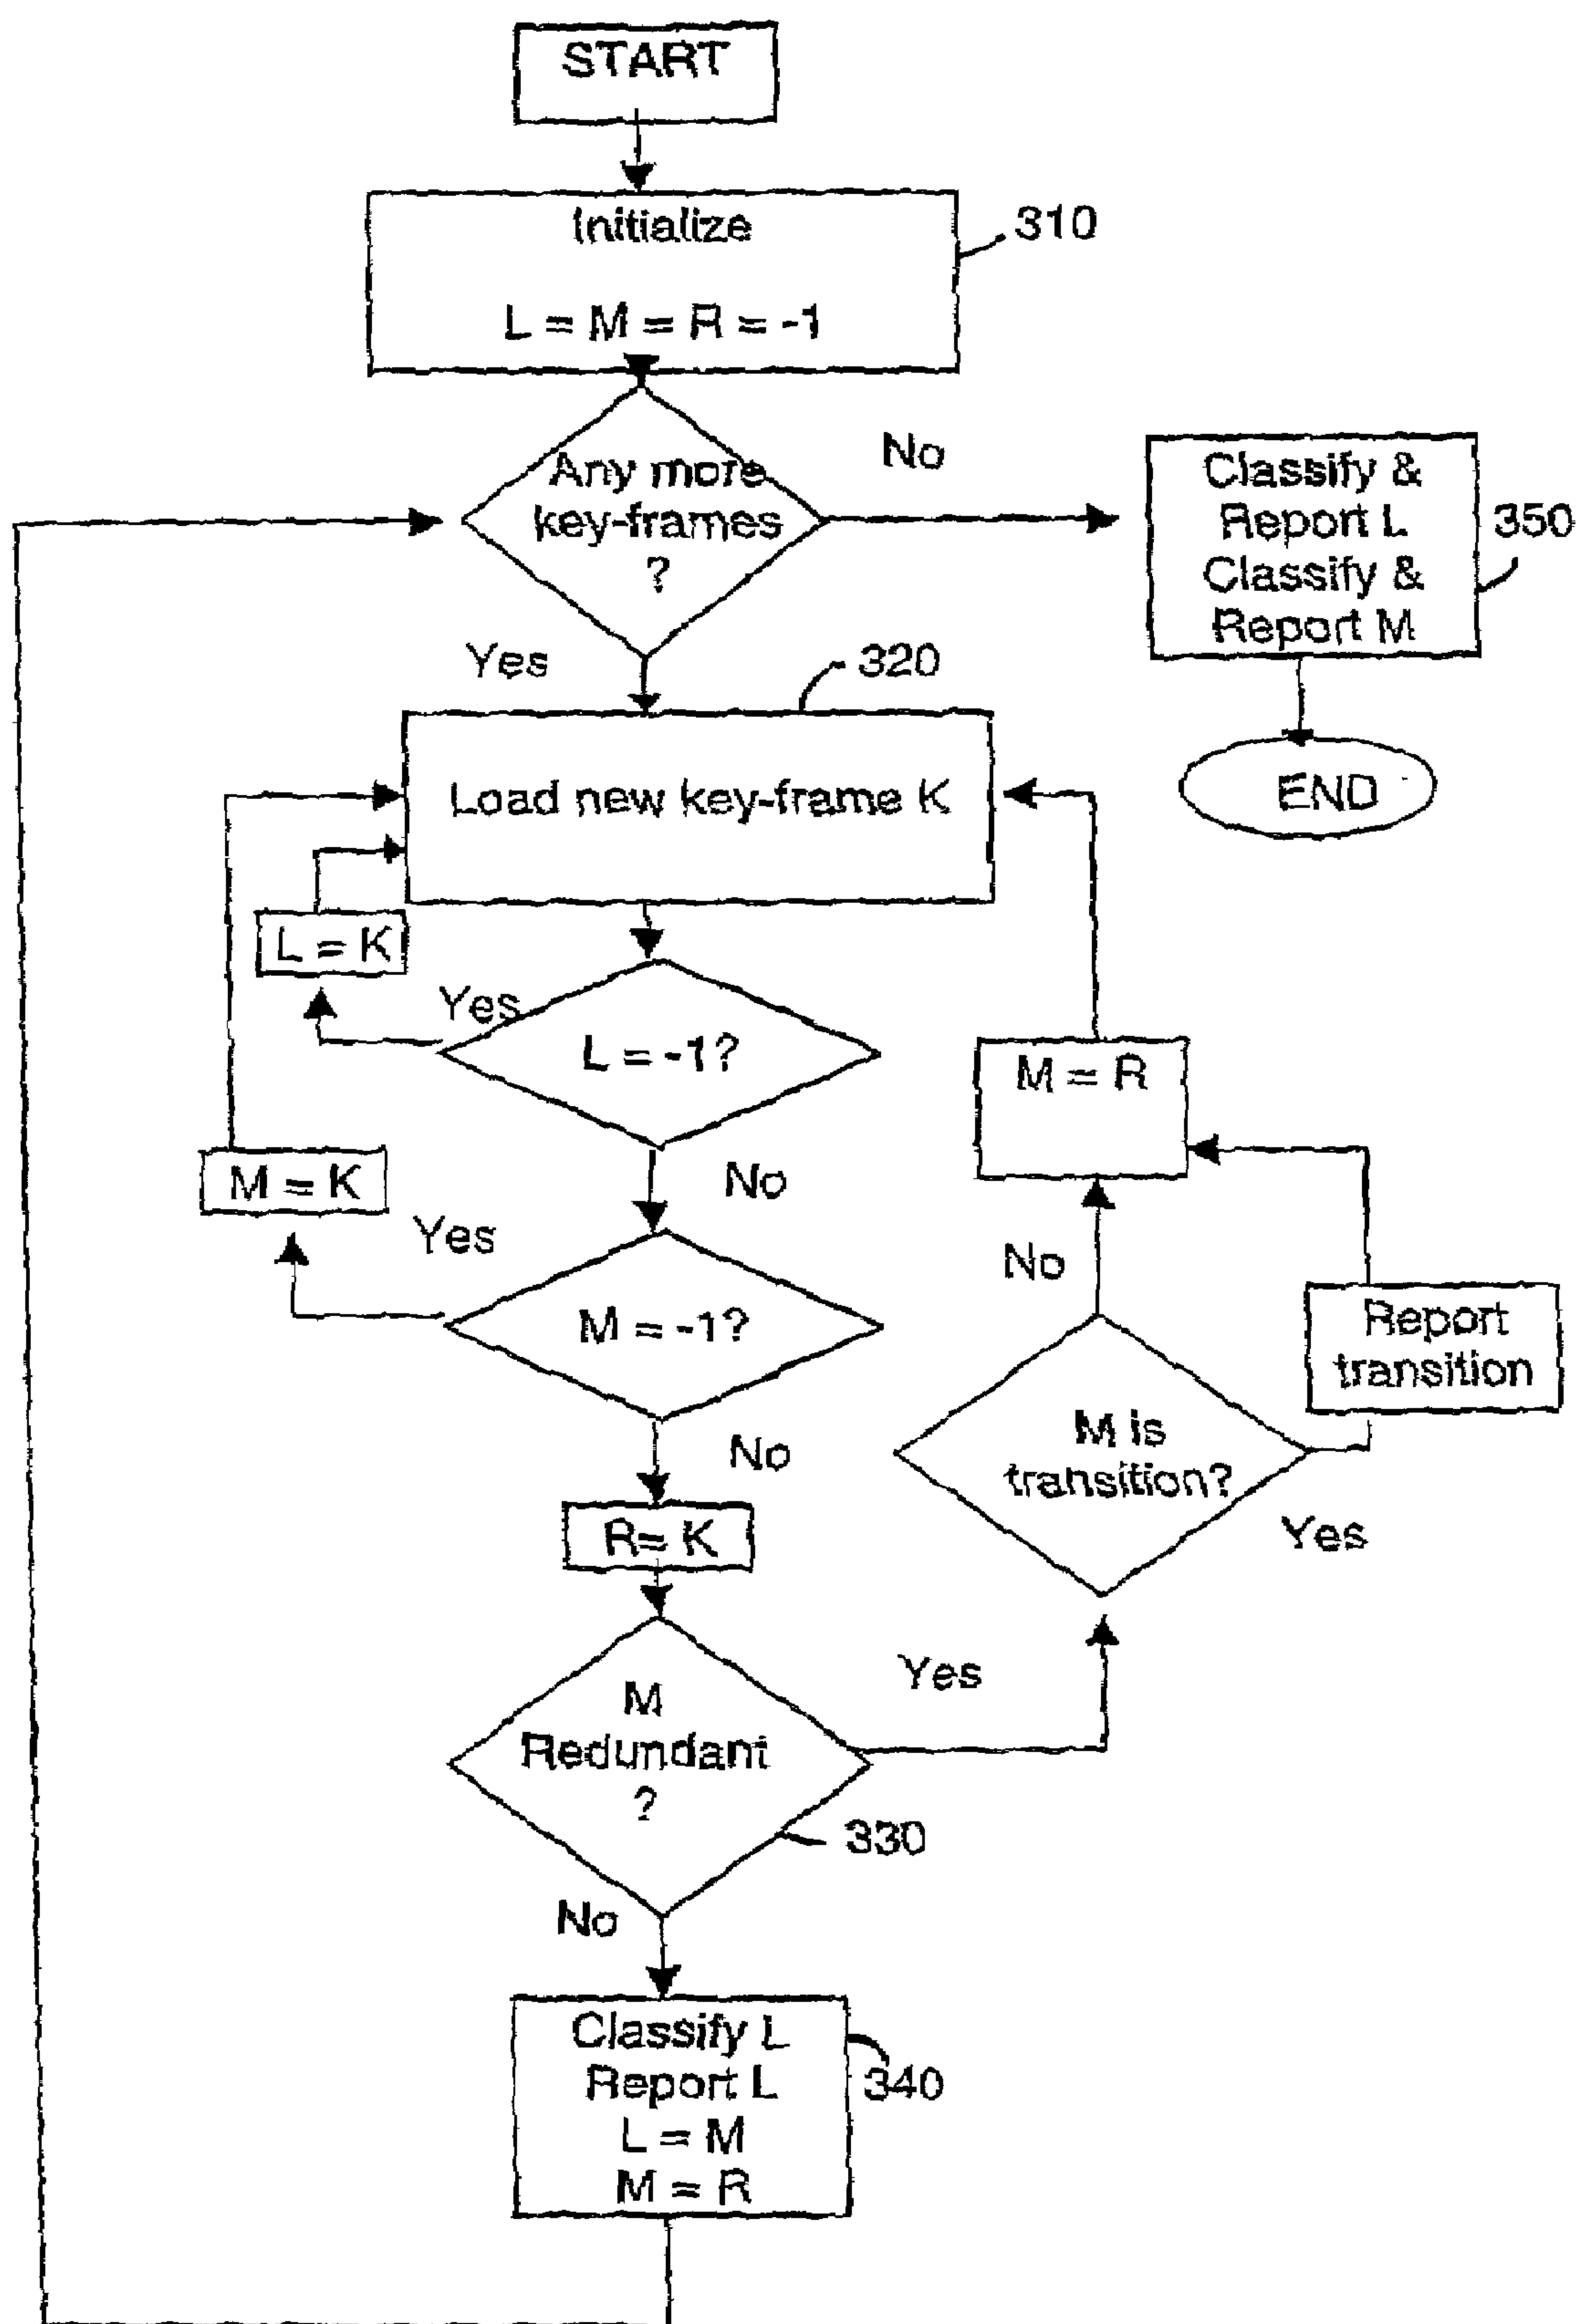 START
Initialize
310
L = M = R = -1
Any more
key-frames
?
No
Classify &
Report L
Classify &
Report M
350
Yes
320
Load new key-frame K
END
L = K
Yes
L = -1?
M = R
M = K
No
Yes
No
M = -1?
Report
transition
No
M is
transition?
R= K
Yes
M
Redundant
?
Yes
330
No
Classify L
Report L
L = M
M = R
340